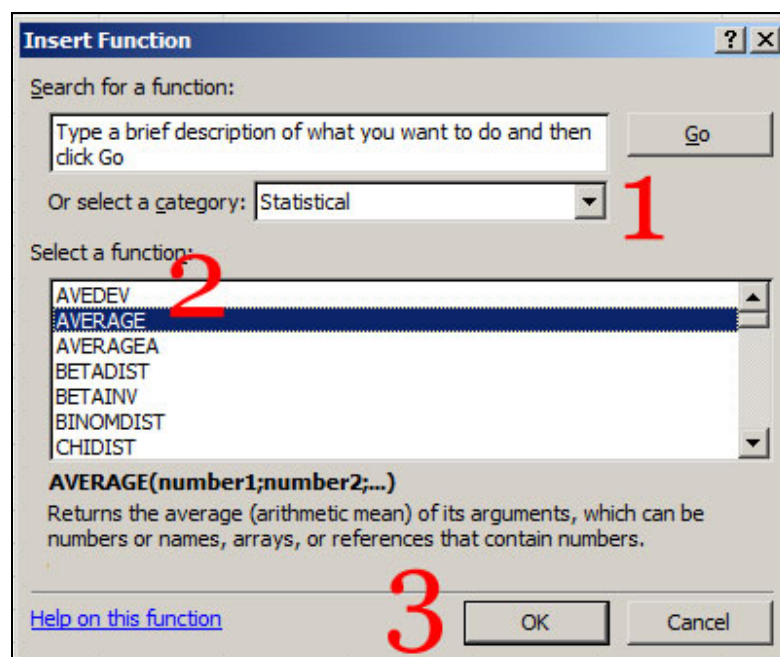 Insert Function
Search for a function:
Type a brief description of what you want to do and then
click Go
Go
Or select a category: Statistical
1
Select a function:
2
AVEDEV
AVERAGE
AVERAGEA
BETADIST
BETAINV
BINOMDIST
CHIDIST
AVERAGE(number1;number2;...)
Returns the average (arithmetic mean) of its arguments, which can be
numbers or names, arrays, or references that contain numbers.
3
Help on this function
OK
Cancel